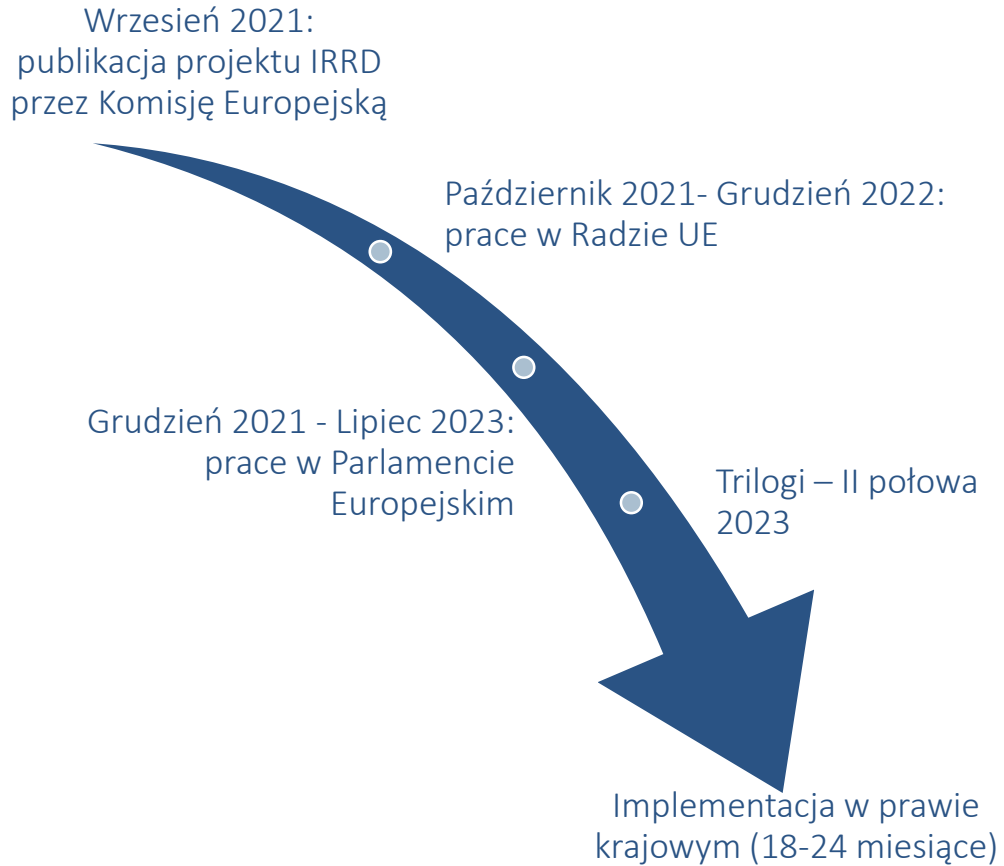 Wrzesień 2021:
publikacja projektu IRRD
przez Komisję Europejską
Październik 2021- Grudzień 2022:
prace w Radzie UE
Grudzień 2021 - Lipiec 2023:
prace w Parlamencie
Europejskim
Trilogi – II połowa
2023
Implementacja w prawie
krajowym (18-24 miesiące)